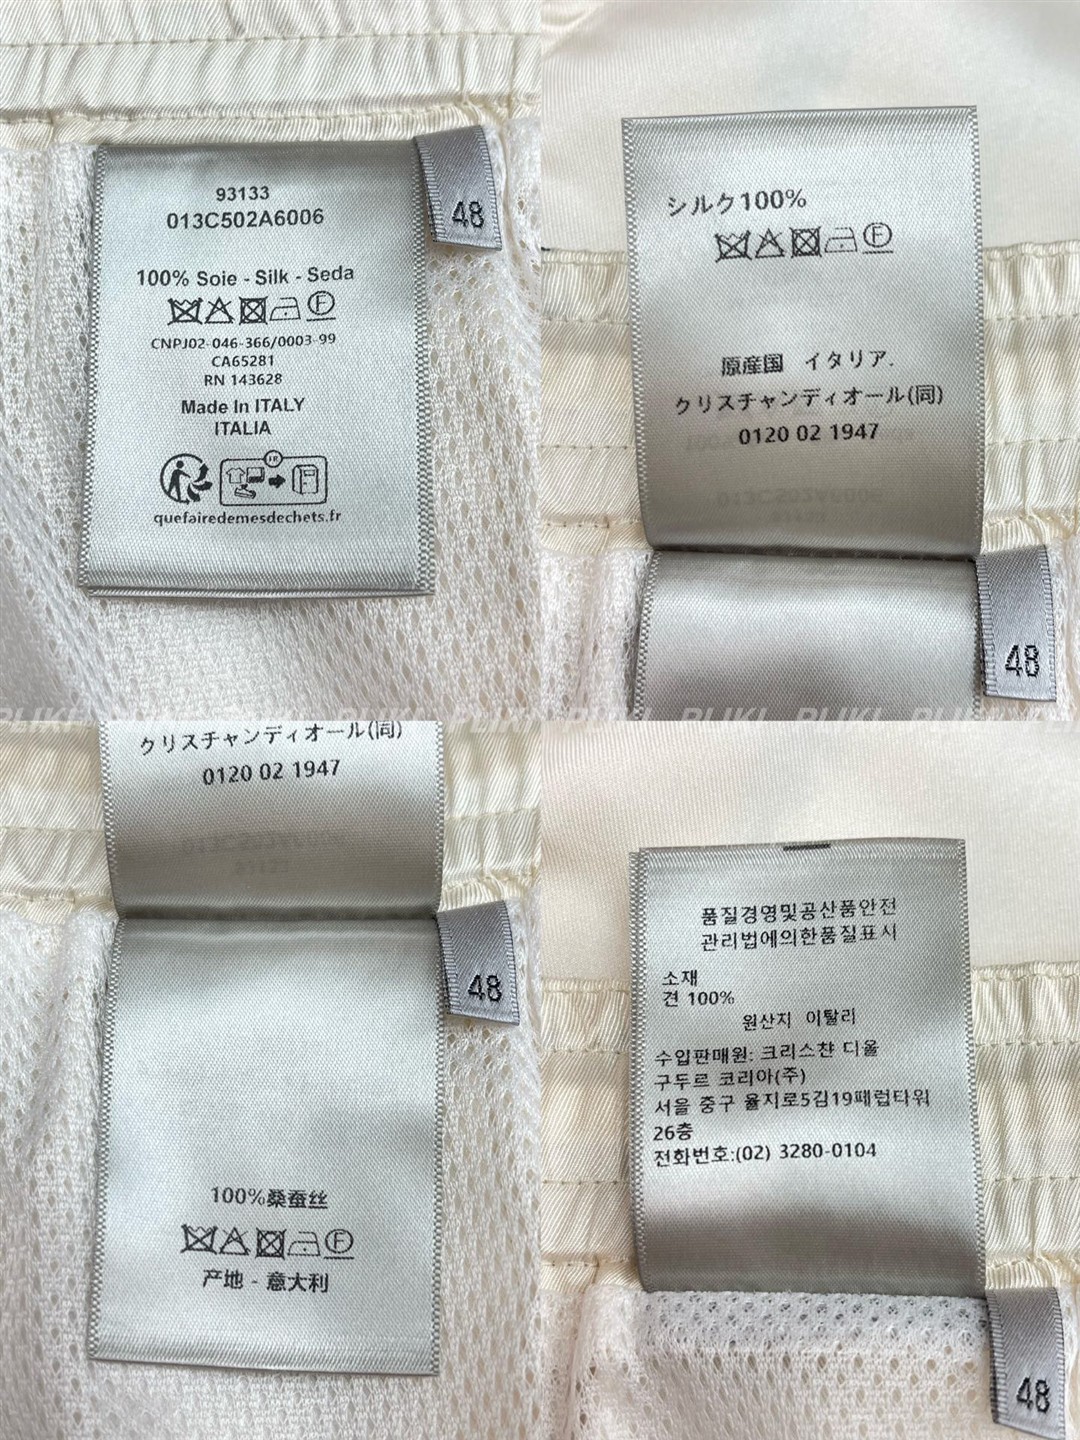 93133
013C502A6006
100% Soie - Silk - Seda
F
CNPJ02-046-366/0003-99
CA65281
RN 143628
Made In ITALY
ITALIA
FR
quefairedemesdechets.fr
48
シルク100%
F
原産国 イタリア.
クリスチャンディオール(同)
0120 02 1947
48
PLIKI PLIKI PLIKI
クリスチャンディオール(同)
0120 02 1947
48
100%桑蚕丝
F
产地 - 意大利
품질경영및공산품안전
관리법에의한품질표시
소재
견 100%
원산지 이탈리
수입판매원: 크리스챤 디올
구두르 코리아(주)
서울 중구 율지로5김19패럼타워
26층
전화번호:(02) 3280-0104
48